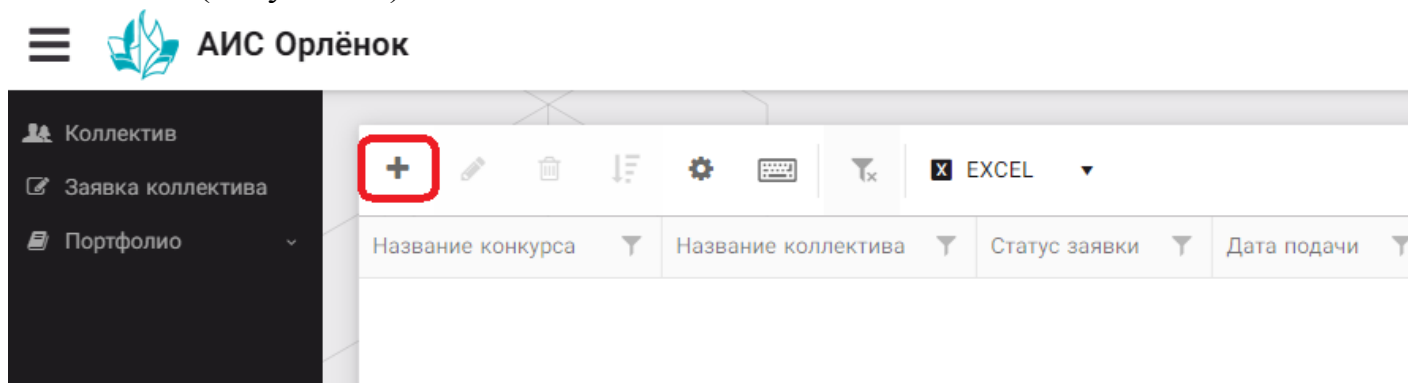 АИС Орлёнок
Коллектив
Заявка коллектива
Портфолио
X EXCEL
Название конкурса Название коллектива Статус заявки Дата подачи